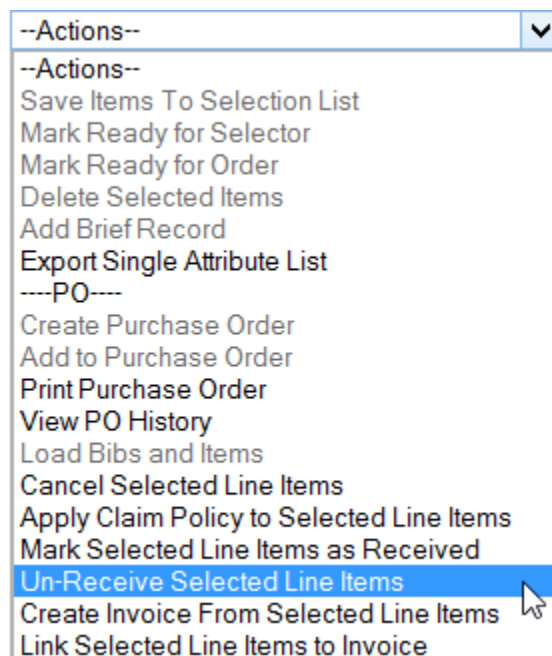 --Actions--
--Actions--
Save Items To Selection List
Mark Ready for Selector
Mark Ready for Order
Delete Selected Items
Add Brief Record
Export Single Attribute List
----PO----
Create Purchase Order
Add to Purchase Order
Print Purchase Order
View PO History
Load Bibs and Items
Cancel Selected Line Items
Apply Claim Policy to Selected Line Items
Mark Selected Line Items as Received
Un-Receive Selected Line Items
Create Invoice From Selected Line Items
Link Selected Line Items to Invoice